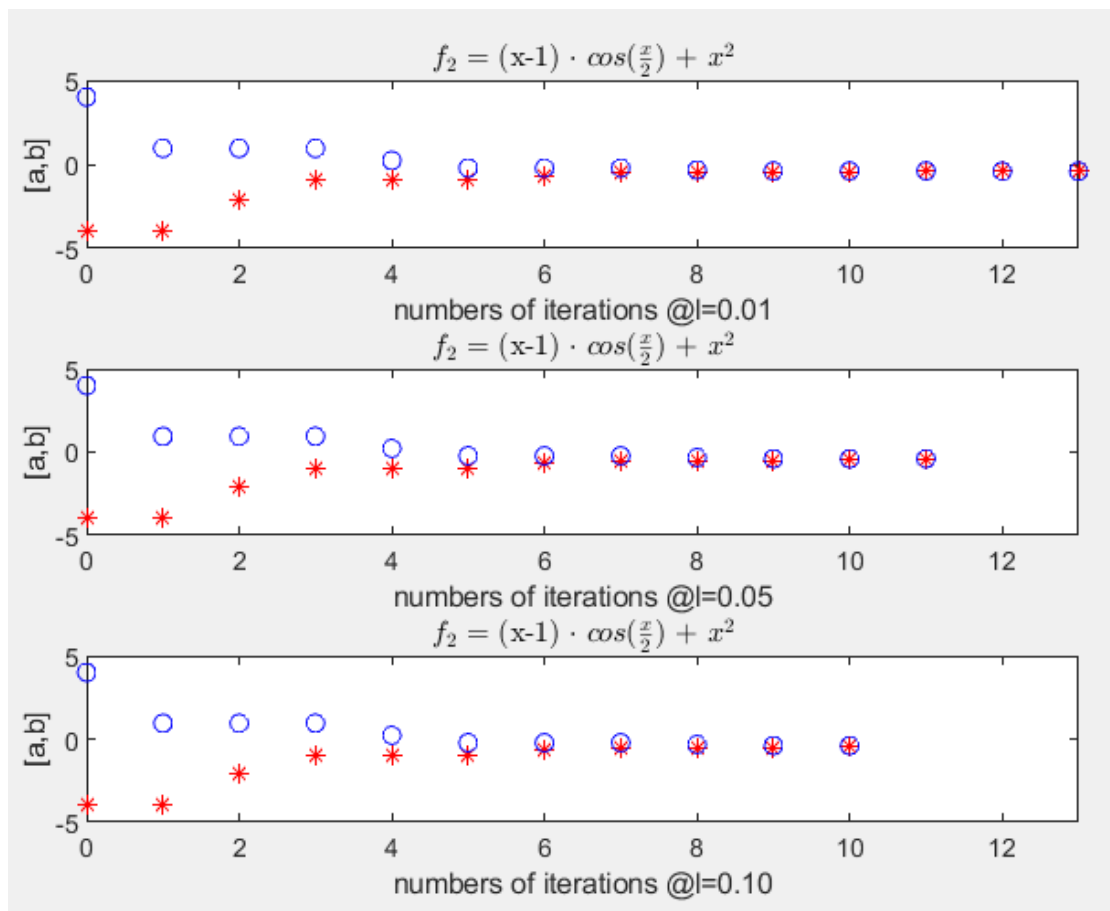 f₂ = (x-1) · cos(x/2) + x²
5
0
-5
[a,b]
0 2 4 6 8 10 12
numbers of iterations @l=0.01
f₂ = (x-1) · cos(x/2) + x²
5
0
-5
[a,b]
0 2 4 6 8 10 12
numbers of iterations @l=0.05
f₂ = (x-1) · cos(x/2) + x²
5
0
-5
[a,b]
0 2 4 6 8 10 12
numbers of iterations @l=0.10